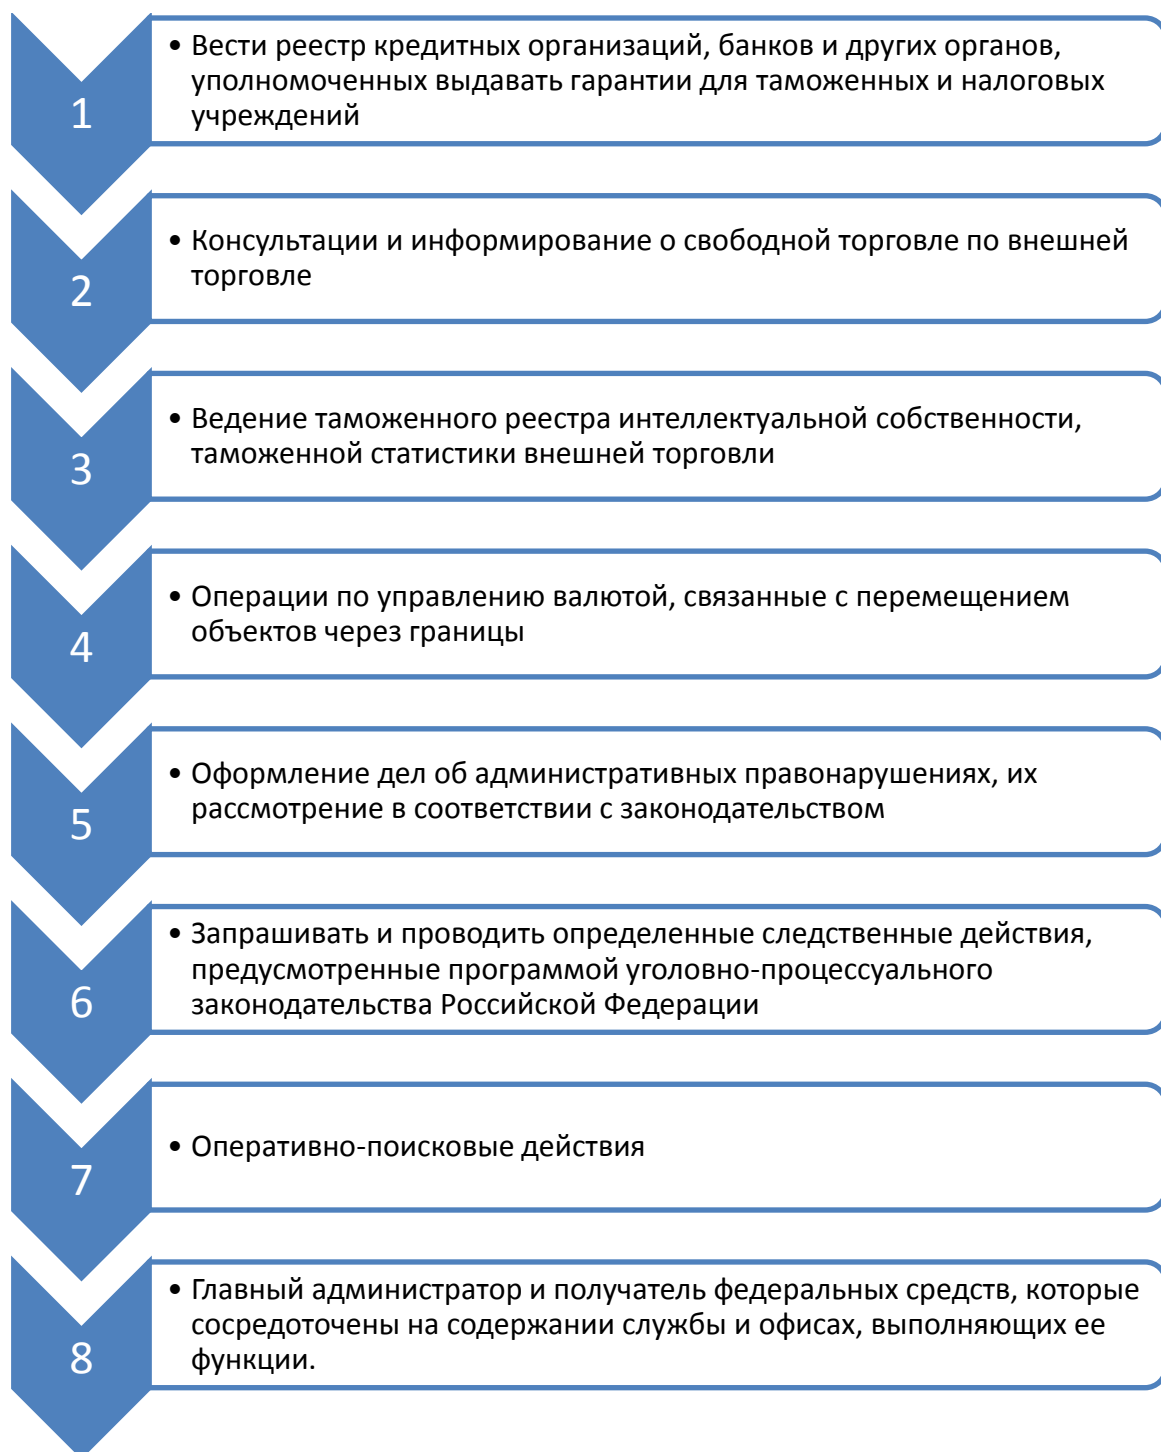 1
• Вести реестр кредитных организаций, банков и других органов,
уполномоченных выдавать гарантии для таможенных и налоговых
учреждений
2
• Консультации и информирование о свободной торговле по внешней
торговле
3
• Ведение таможенного реестра интеллектуальной собственности,
таможенной статистики внешней торговли
4
• Операции по управлению валютой, связанные с перемещением
объектов через границы
5
• Оформление дел об административных правонарушениях, их
рассмотрение в соответствии с законодательством
6
• Запрашивать и проводить определенные следственные действия,
предусмотренные программой уголовно-процессуального
законодательства Российской Федерации
7
• Оперативно-поисковые действия
8
• Главный администратор и получатель федеральных средств, которые
сосредоточены на содержании службы и офисах, выполняющих ее
функции.